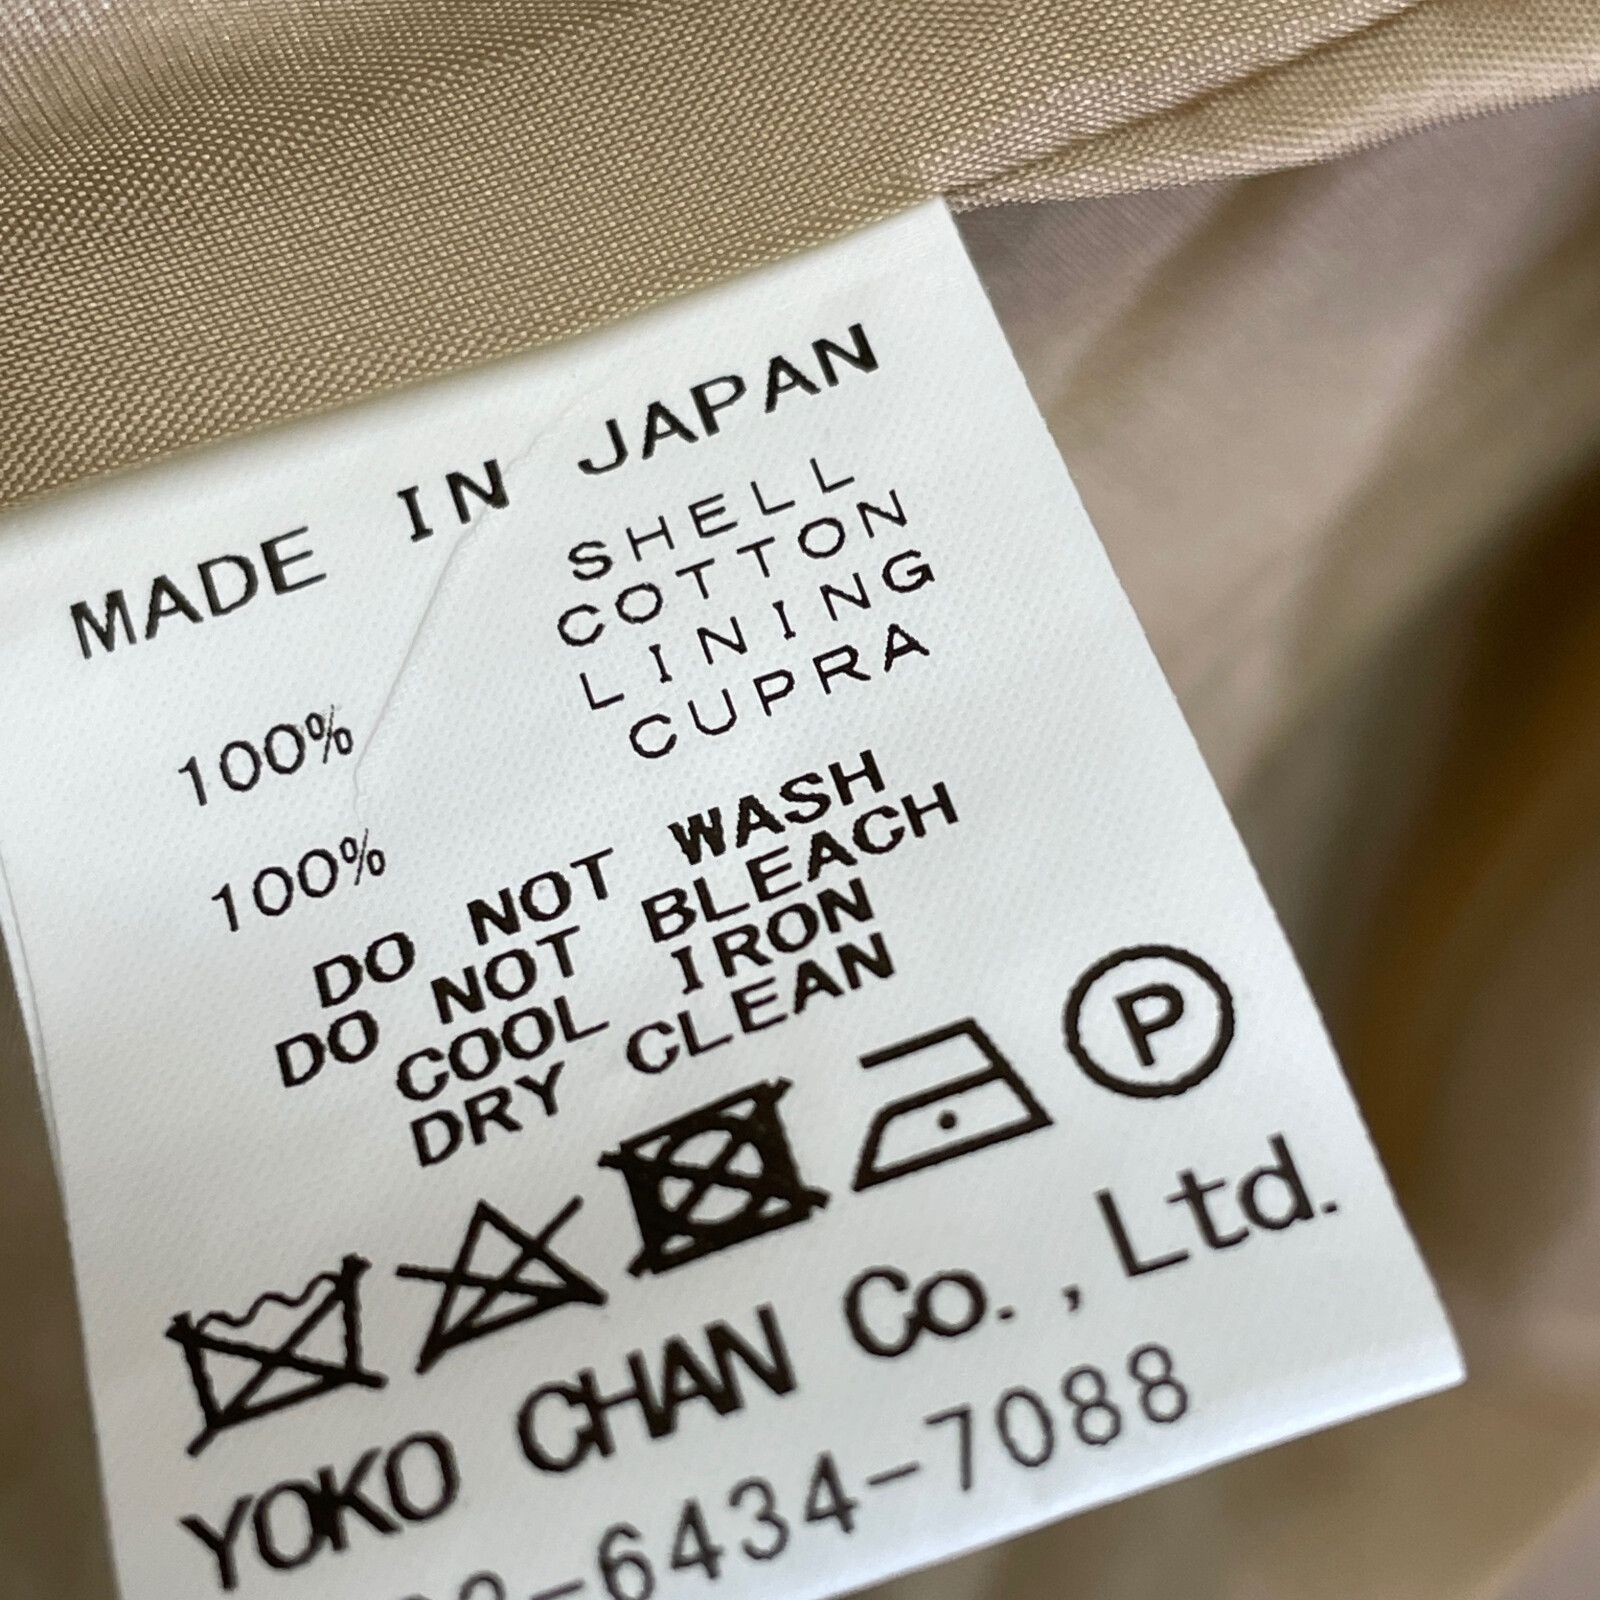 MADE IN JAPAN
SHELL
100% COTTON
LINING
100% CUPRA
DO NOT WASH
DO NOT BLEACH
COOL IRON
DRY CLEAN
P
YOKO CHAN Co., Ltd.
-6434-7088